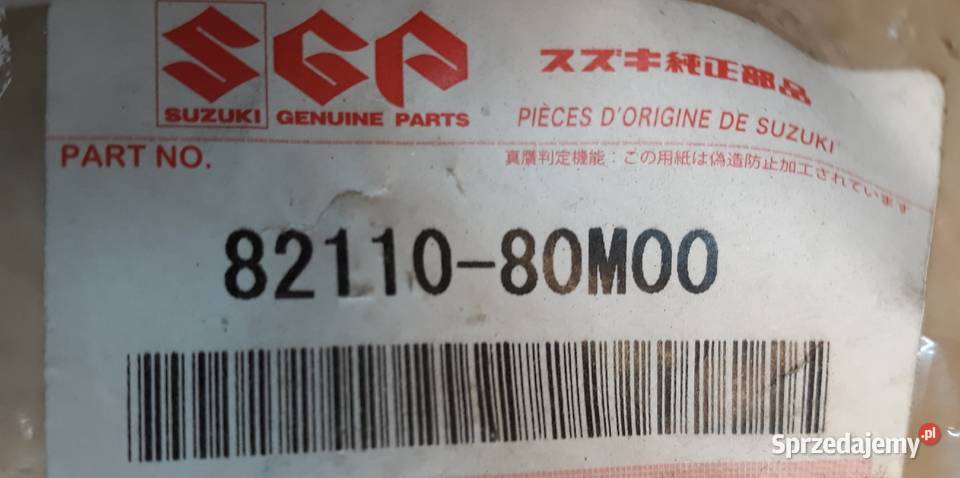 SGP
SUZUKI GENUINE PARTS
スズキ純正部品
PIÈCES D'ORIGINE DE SUZUKI
PART NO.
真贋判定機能：この用紙は偽造防止加工されています
82110-80M00
Sprzedajemy.pl